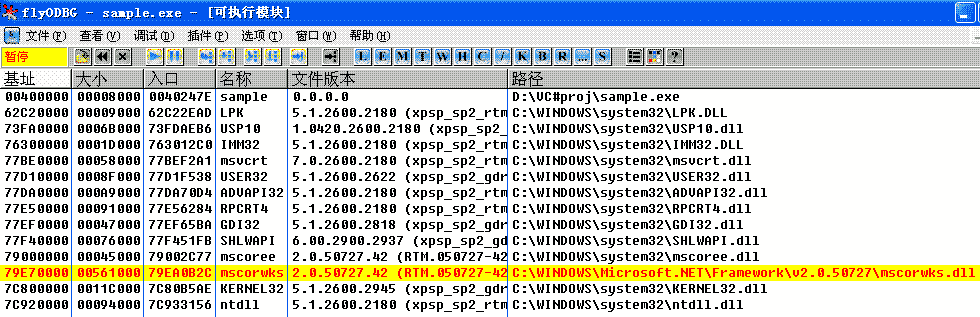 flyODBG - sample.exe - [可执行模块]
文件(F) 查看(V) 调试(D) 插件(P) 选项(T) 窗口(W) 帮助(H)
暂停 L E M T W H C / K B R ... S ?
基址 大小 入口 名称 文件版本 路径
00400000 00008000 0040247E sample 0.0.0.0 D:\VC#proj\sample.exe
62C20000 00009000 62C22EAD LPK 5.1.2600.2180 (xpsp_sp2_rtm C:\WINDOWS\system32\LPK.DLL
73FA0000 0006B000 73FDAEB6 USP10 1.0420.2600.2180 (xpsp_sp2_ C:\WINDOWS\system32\USP10.dll
76300000 0001D000 763012C0 IMM32 5.1.2600.2180 (xpsp_sp2_rtm C:\WINDOWS\system32\IMM32.DLL
77BE0000 00058000 77BEF2A1 msvcrt 7.0.2600.2180 (xpsp_sp2_rtm C:\WINDOWS\system32\msvcrt.dll
77D10000 0008F000 77D1F538 USER32 5.1.2600.2622 (xpsp_sp2_gdr C:\WINDOWS\system32\USER32.dll
77DA0000 000A9000 77DA70D4 ADVAPI32 5.1.2600.2180 (xpsp_sp2_rtm C:\WINDOWS\system32\ADVAPI32.dll
77E50000 00091000 77E56284 RPCRT4 5.1.2600.2180 (xpsp_sp2_rtm C:\WINDOWS\system32\RPCRT4.dll
77EF0000 00047000 77EF65BA GDI32 5.1.2600.2818 (xpsp_sp2_gdr C:\WINDOWS\system32\GDI32.dll
77F40000 00076000 77F451FB SHLWAPI 6.00.2900.2937 (xpsp_sp2_gd C:\WINDOWS\system32\SHLWAPI.dll
79000000 00045000 79002C77 mscoree 2.0.50727.42 (RTM.050727-42 C:\WINDOWS\system32\mscoree.dll
79E70000 00561000 79EA0B2C mscorwks 2.0.50727.42 (RTM.050727-42 C:\WINDOWS\Microsoft.NET\Framework\v2.0.50727\mscorwks.dll
7C800000 0011C000 7C80B5AE KERNEL32 5.1.2600.2945 (xpsp_sp2_gdr C:\WINDOWS\system32\KERNEL32.dll
7C920000 00094000 7C933156 ntdll 5.1.2600.2180 (xpsp_sp2_rtm C:\WINDOWS\system32\ntdll.dll